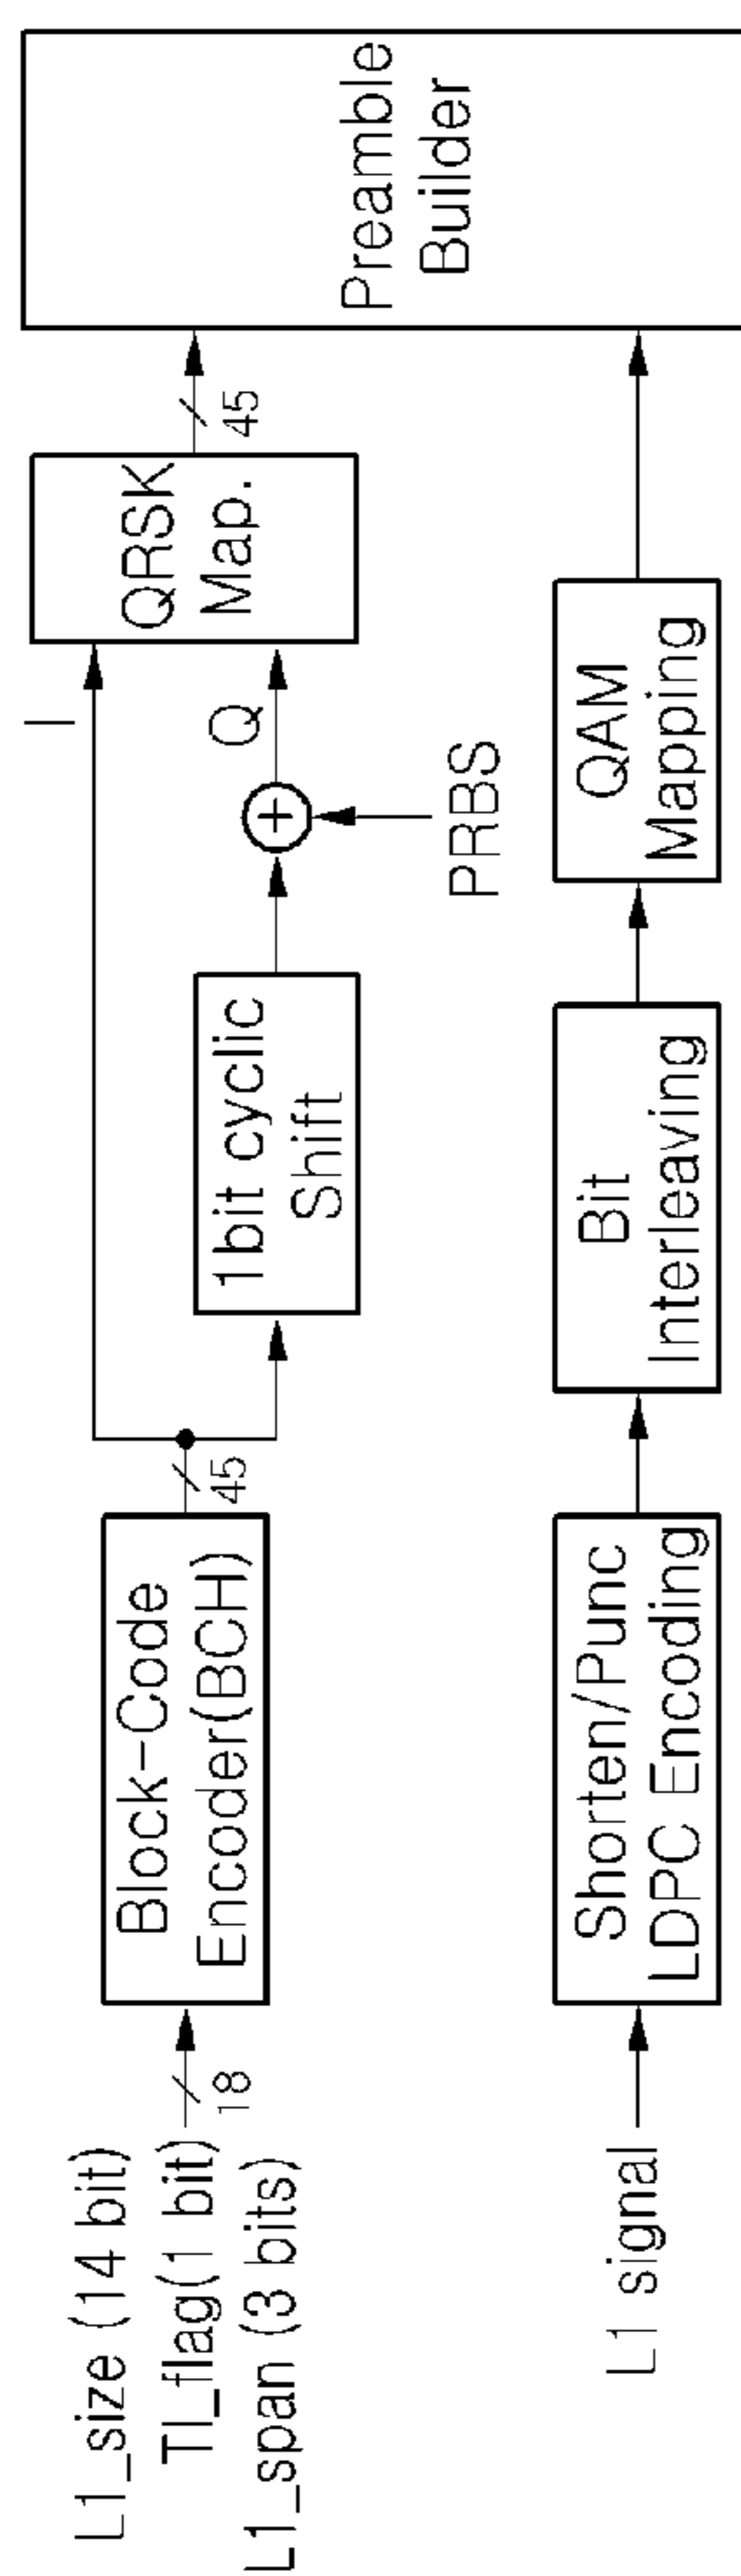 L1_size (14 bit)
TI_flag(1 bit)
L1_span (3 bits)
18
Block-Code
Encoder(BCH)
45
1bit cyclic
Shift
PRBS
I
Q
QRSK
Map.
45
L1 signal
Shorten/Punc
LDPC Encoding
Bit
Interleaving
QAM
Mapping
Preamble
Builder